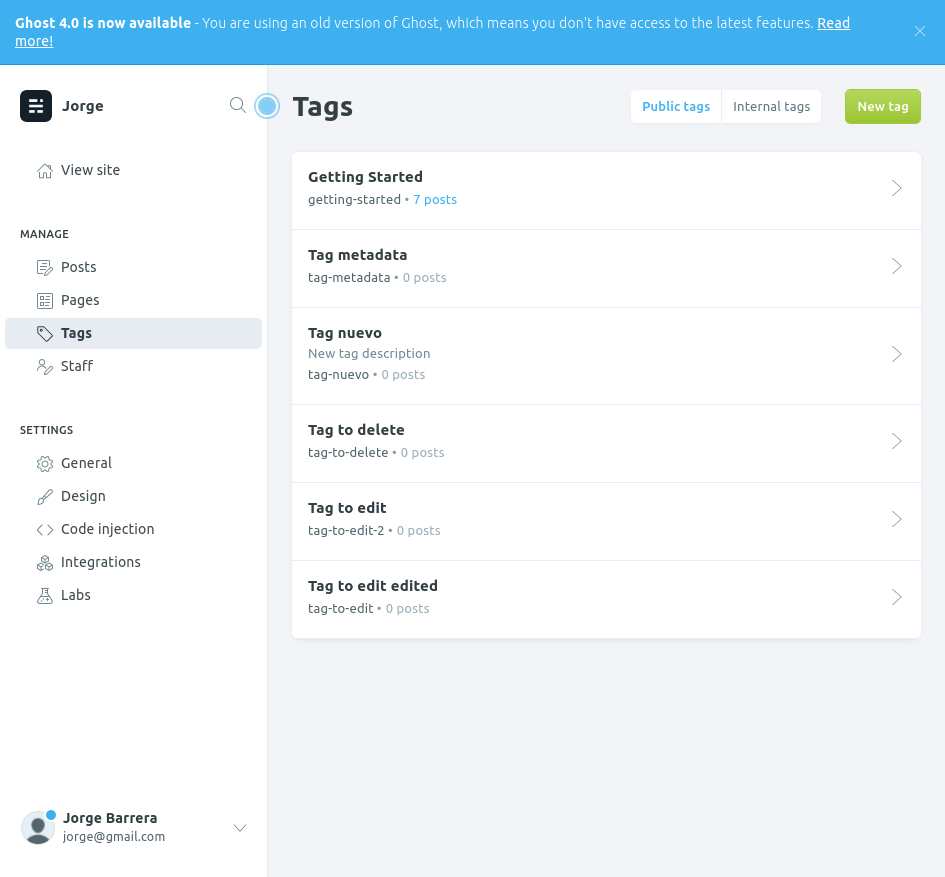 Ghost 4.0 is now available - You are using an old version of Ghost, which means you don't have access to the latest features. Read
more!
Jorge
View site
MANAGE
Posts
Pages
Tags
Staff
SETTINGS
General
Design
Code injection
Integrations
Labs
Jorge Barrera
jorge@gmail.com
Tags
Public tags
Internal tags
New tag
Getting Started
getting-started • 7 posts
Tag metadata
tag-metadata • 0 posts
Tag nuevo
New tag description
tag-nuevo • 0 posts
Tag to delete
tag-to-delete • 0 posts
Tag to edit
tag-to-edit-2 • 0 posts
Tag to edit edited
tag-to-edit • 0 posts